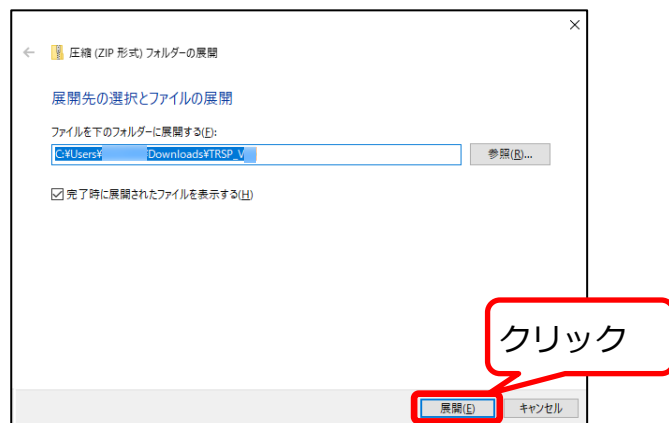 圧縮 (ZIP 形式) フォルダーの展開
展開先の選択とファイルの展開
ファイルを下のフォルダーに展開する(F):
C:¥Users¥ Downloads¥TRSP_V
参照(R)...
完了時に展開されたファイルを表示する(H)
クリック
展開(E)
キャンセル